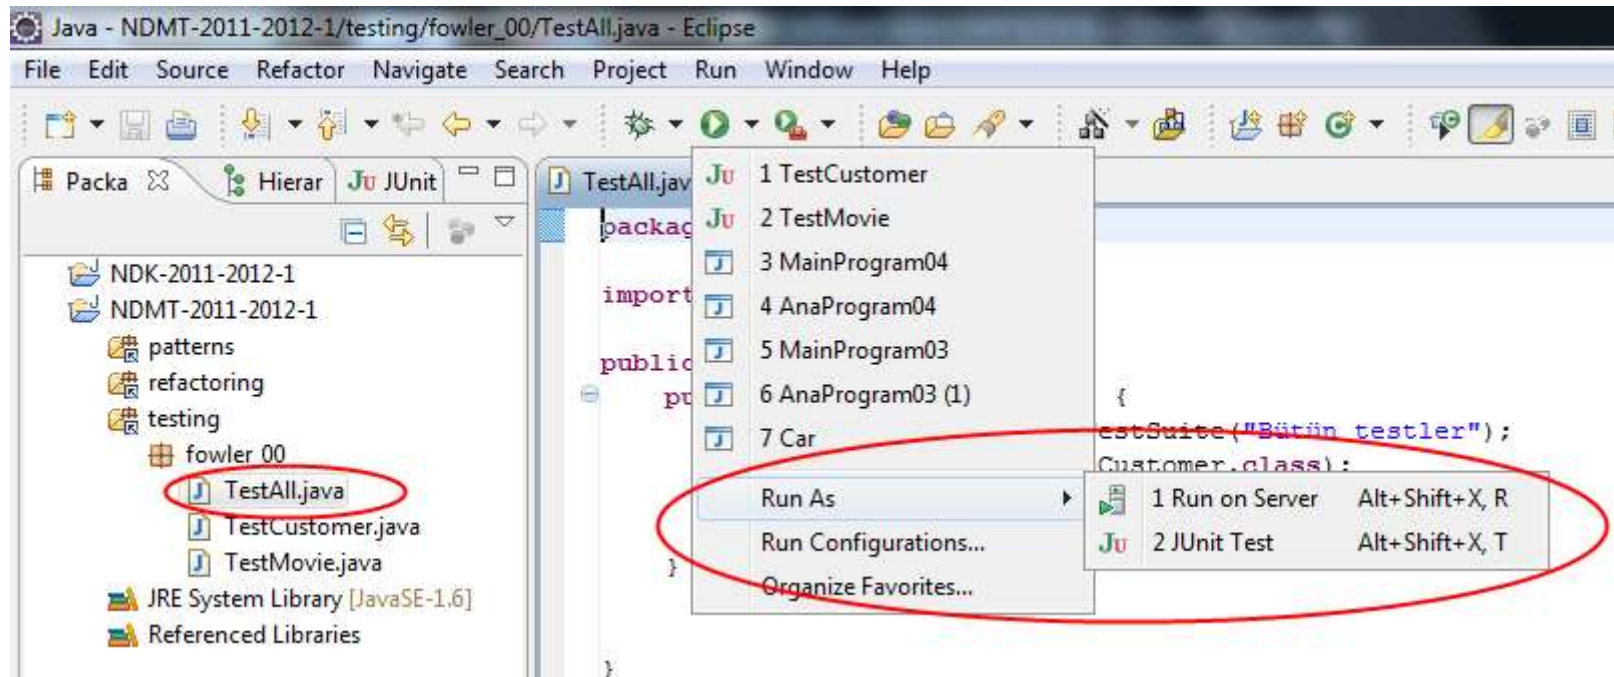 Java - NDMT-2011-2012-1/testing/fowler_00/TestAll.java - Eclipse
File Edit Source Refactor Navigate Search Project Run Window Help
Packa Hierar JUnit
NDK-2011-2012-1
NDMT-2011-2012-1
patterns
refactoring
testing
fowler_00
TestAll.java
TestCustomer.java
TestMovie.java
JRE System Library [JavaSE-1.6]
Referenced Libraries
TestAll.jav
packag
import
public
pu {
estSuite("Bütün testler");
Customer.class);
}
}
1 TestCustomer
2 TestMovie
3 MainProgram04
4 AnaProgram04
5 MainProgram03
6 AnaProgram03 (1)
7 Car
Run As
Run Configurations...
Organize Favorites...
1 Run on Server Alt+Shift+X, R
2 JUnit Test Alt+Shift+X, T